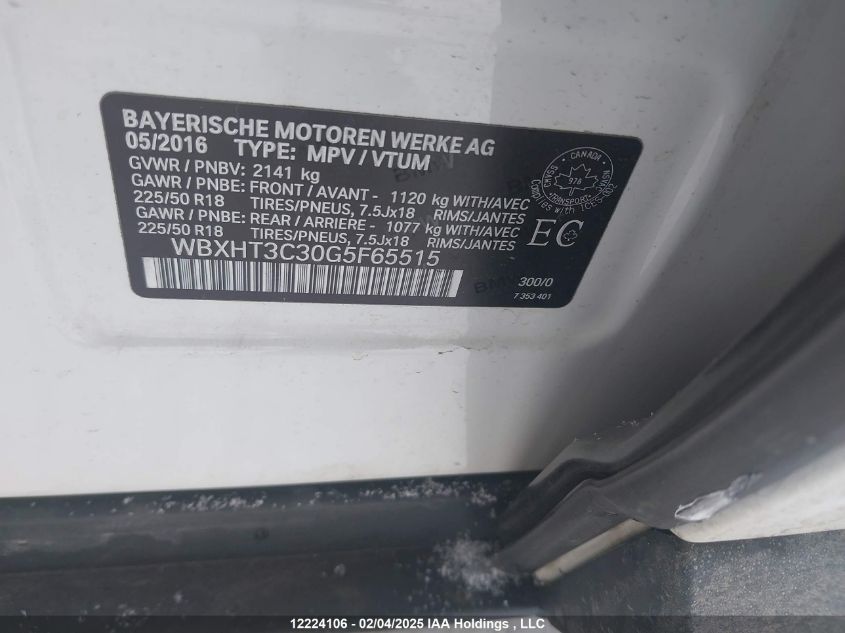 BAYERISCHE MOTOREN WERKE AG
05/2016 TYPE: MPV / VTUM
GVWR / PNBV: 2141 kg
GAWR / PNBE: FRONT / AVANT - 1120 kg WITH/AVEC
225/50 R18 TIRES/PNEUS, 7.5Jx18 RIMS/JANTES
GAWR / PNBE: REAR / ARRIERE - 1077 kg WITH/AVEC
225/50 R18 TIRES/PNEUS, 7.5Jx18 RIMS/JANTES
WBXHT3C30G5F65515
EC
CANADA
978
TRANSPORT
300/0
7 353 401
12224106 - 02/04/2025 IAA Holdings , LLC